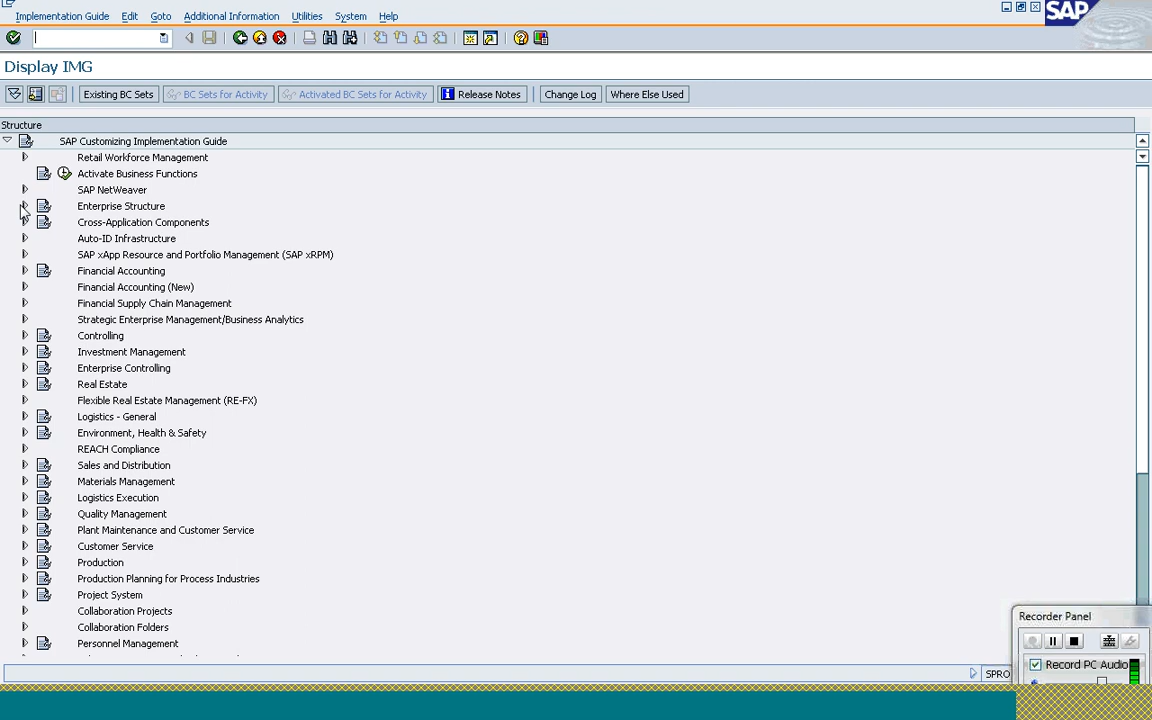 Implementation Guide Edit Goto Additional Information Utilities System Help
SAP
Display IMG
Existing BC Sets BC Sets for Activity Activated BC Sets for Activity Release Notes Change Log Where Else Used
Structure
SAP Customizing Implementation Guide
Retail Workforce Management
Activate Business Functions
SAP NetWeaver
Enterprise Structure
Cross-Application Components
Auto-ID Infrastructure
SAP xApp Resource and Portfolio Management (SAP xRPM)
Financial Accounting
Financial Accounting (New)
Financial Supply Chain Management
Strategic Enterprise Management/Business Analytics
Controlling
Investment Management
Enterprise Controlling
Real Estate
Flexible Real Estate Management (RE-FX)
Logistics - General
Environment, Health & Safety
REACH Compliance
Sales and Distribution
Materials Management
Logistics Execution
Quality Management
Plant Maintenance and Customer Service
Customer Service
Production
Production Planning for Process Industries
Project System
Collaboration Projects
Collaboration Folders
Personnel Management
Recorder Panel
Record PC Audio
SPRO